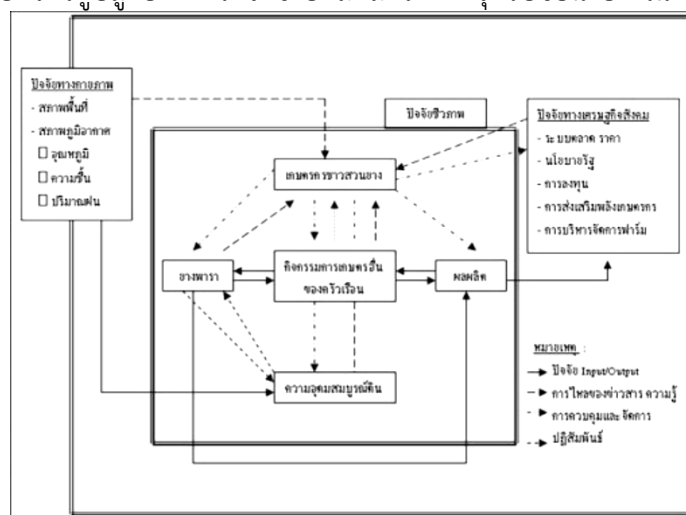 ปัจจัยทางกายภาพ
- สภาพพื้นที่
- สภาพภูมิอากาศ
อุณหภูมิ
ความชื้น
ปริมาณฝน
ปัจจัยชีวภาพ
ปัจจัยทางเศรษฐกิจสังคม
- ระบบตลาด ราคา
- นโยบายรัฐ
- การลงทุน
- การส่งเสริมพลังเกษตรกร
- การบริหารจัดการฟาร์ม
เกษตรกรชาวสวนยาง
ยางพารา
กิจกรรมการเกษตรอื่น
ของครัวเรือน
ผลผลิต
ความอุดมสมบูรณ์ดิน
หมายเหตุ :
ปัจจัย Input/Output
การไหลของข่าวสาร ความรู้
การควบคุมและ จัดการ
ปฏิสัมพันธ์